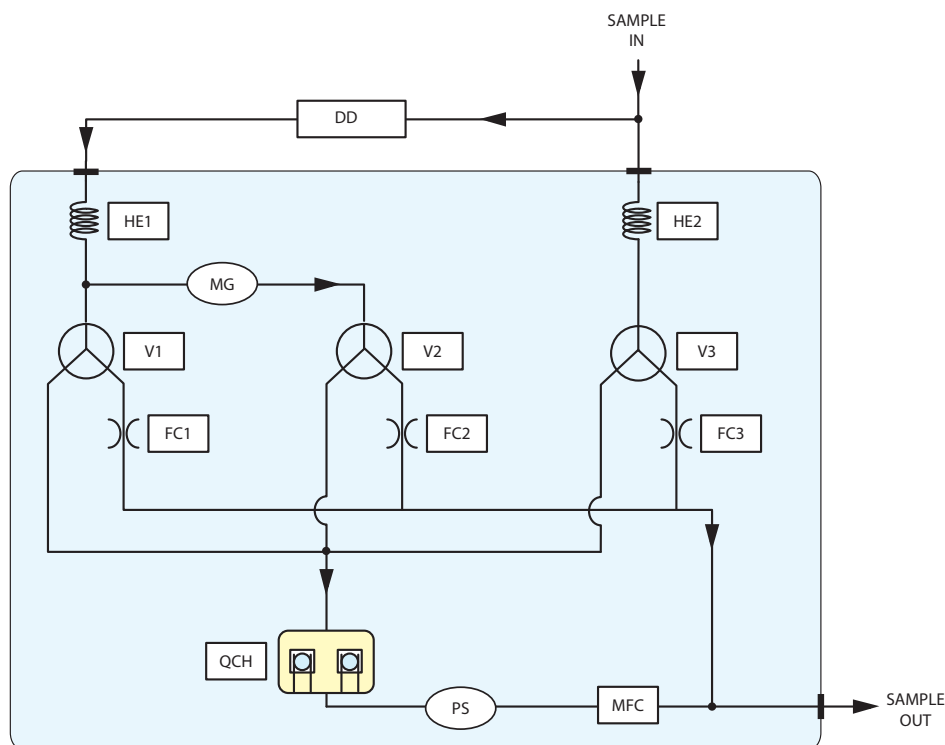 SAMPLE
IN
DD
HE1
HE2
MG
V1
V2
V3
FC1
FC2
FC3
QCH
PS
MFC
SAMPLE
OUT